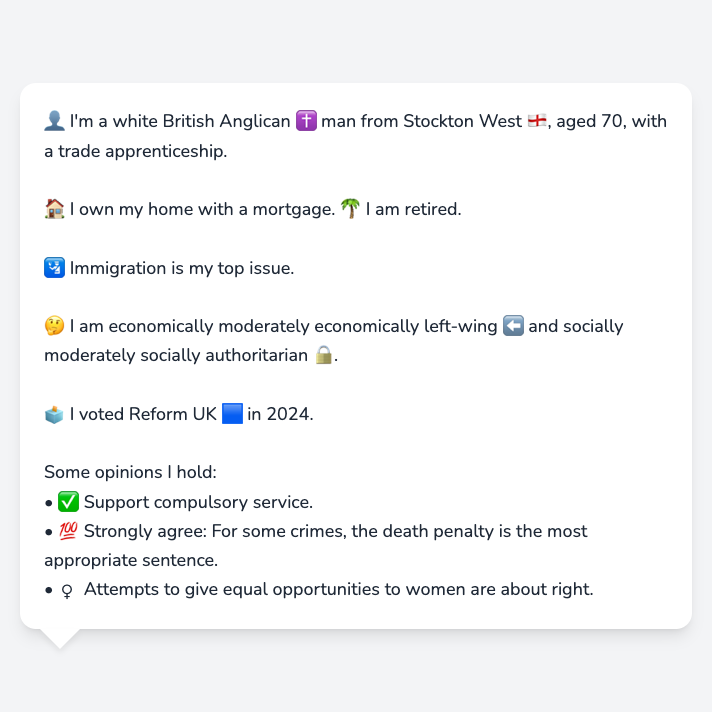 👤 I'm a white British Anglican ✝️ man from Stockton West 🏴󠁧󠁢󠁥󠁮󠁧󠁿, aged 70, with
a trade apprenticeship.
🏠 I own my home with a mortgage. 🌴 I am retired.
🛂 Immigration is my top issue.
🤔 I am economically moderately economically left-wing ⬅️ and socially
moderately socially authoritarian 🔒.
🗳️ I voted Reform UK 🟦 in 2024.
Some opinions I hold:
• ✅ Support compulsory service.
• 💯 Strongly agree: For some crimes, the death penalty is the most
appropriate sentence.
• ♀ Attempts to give equal opportunities to women are about right.